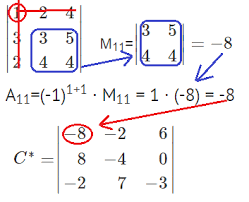 1 2 4
3 3 5
2 4 4
M₁₁= 3 5
4 4 = −8
A₁₁=(-1)¹⁺¹ · M₁₁ = 1 · (-8) = -8
C* = −8 −2 6
8 −4 0
−2 7 −3